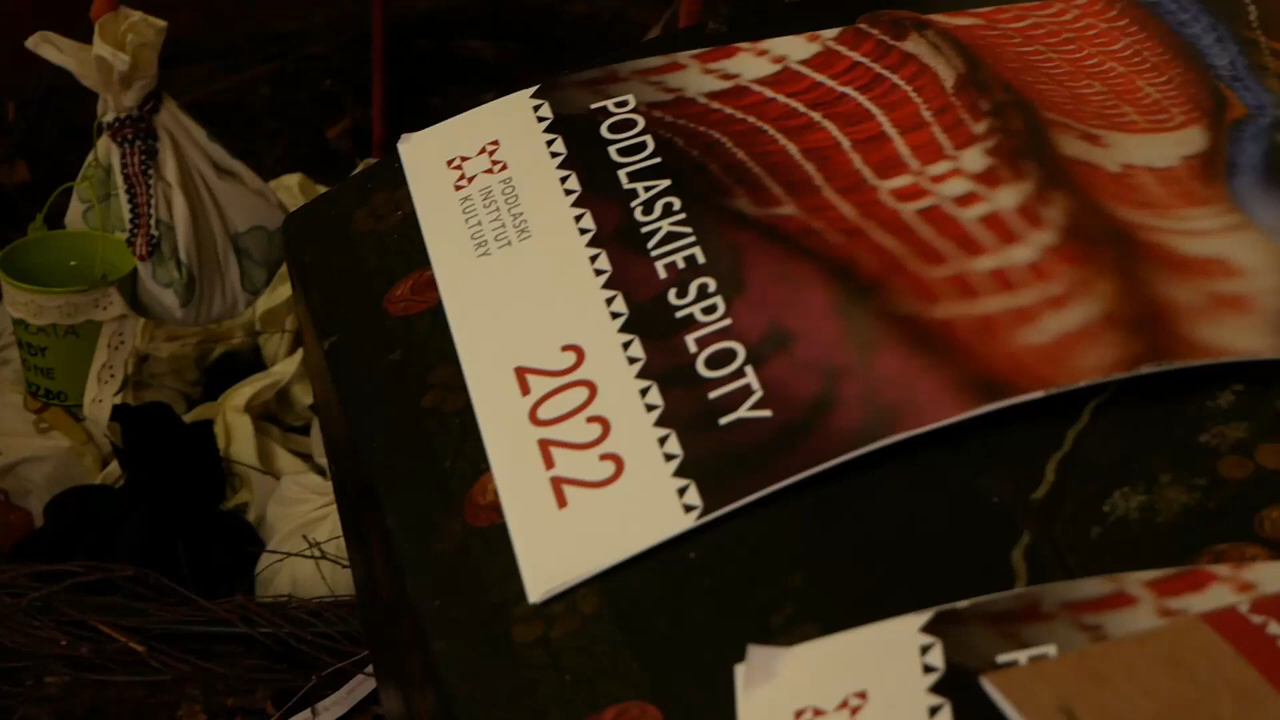 PODLASKIE SPLOTY
PODLASKI
INSTYTUT
KULTURY
2022